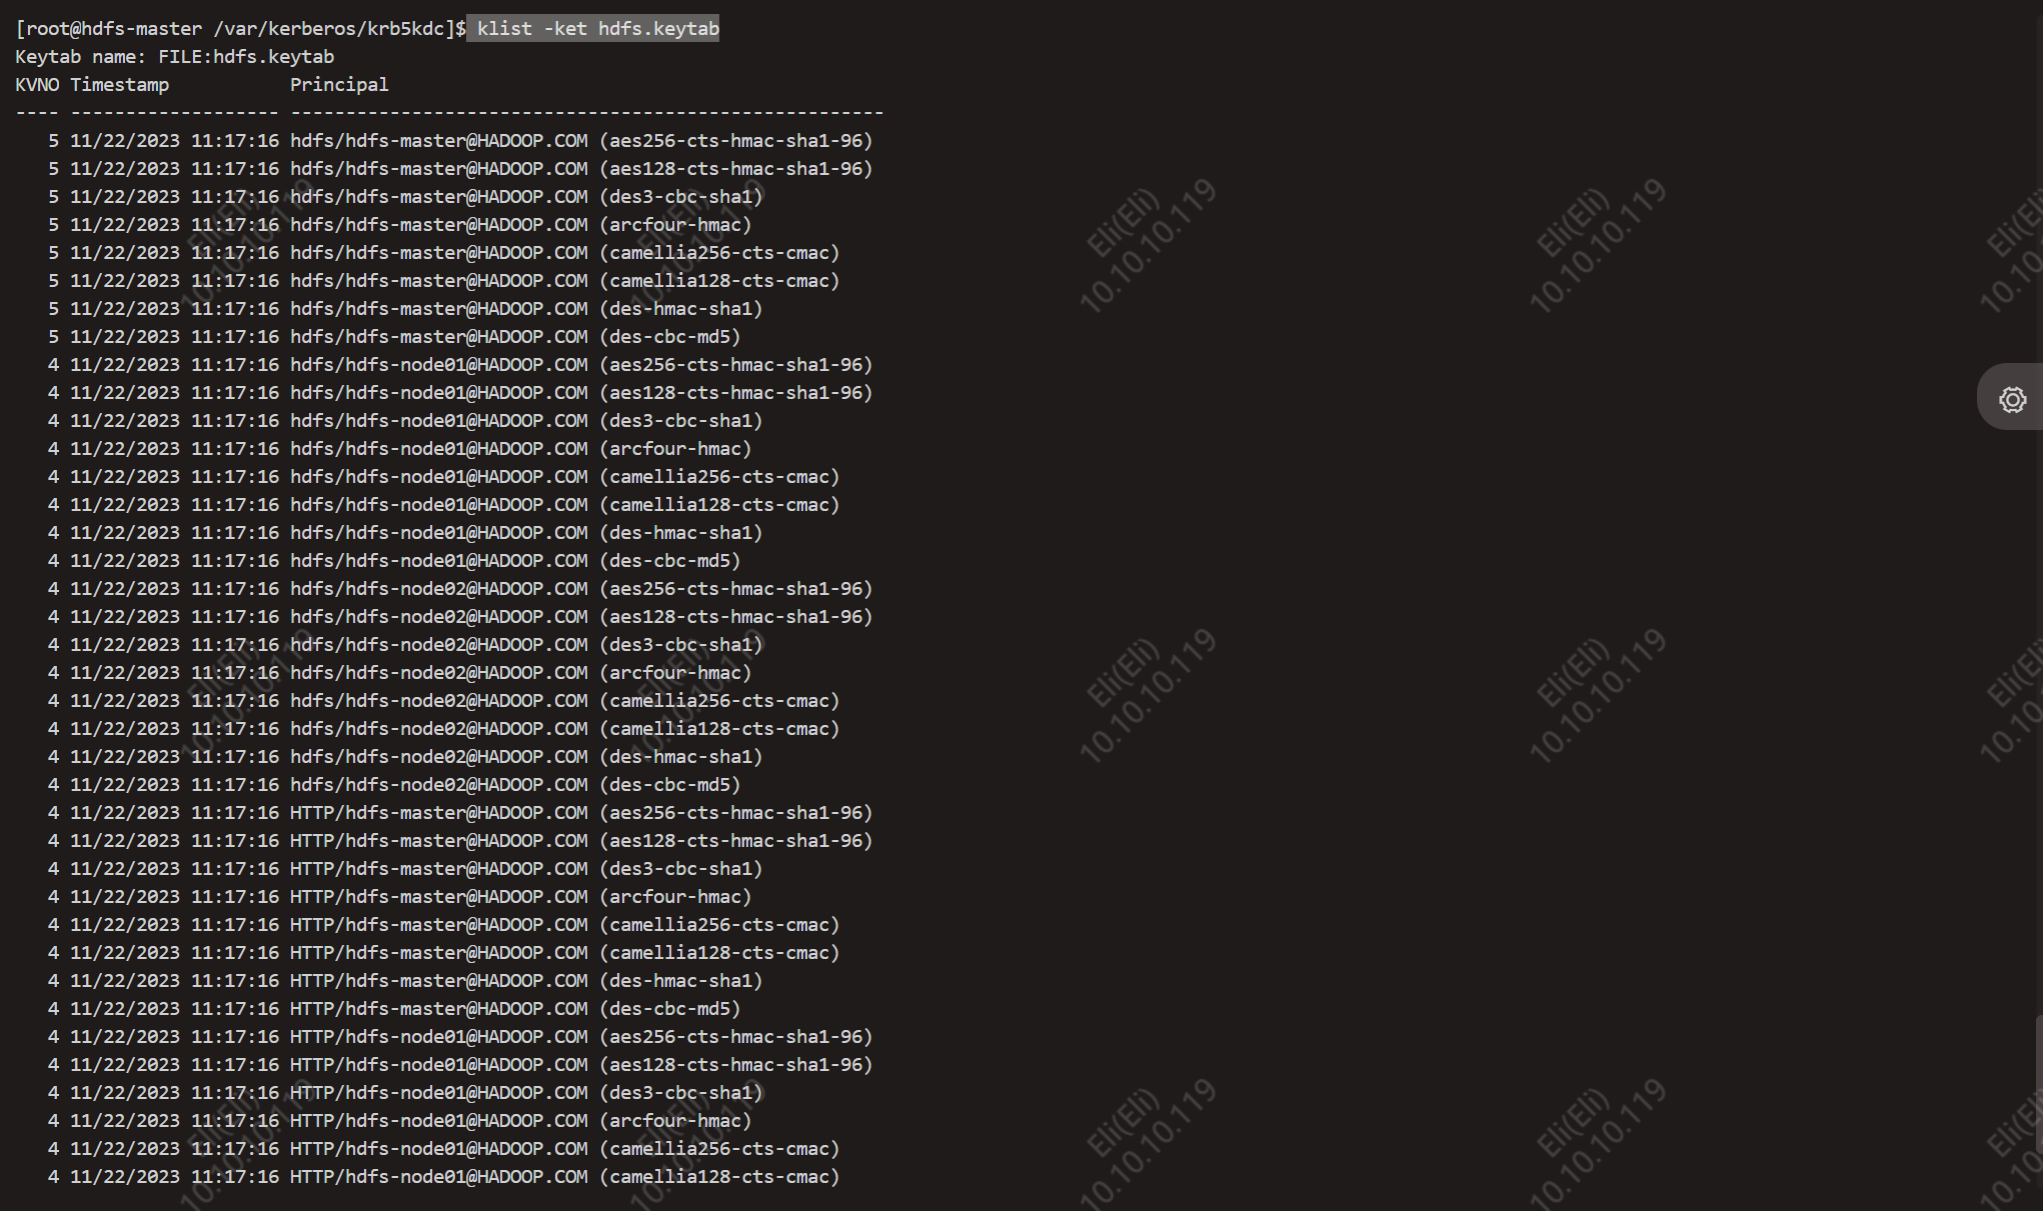 [root@hdfs-master /var/kerberos/krb5kdc]$ klist -ket hdfs.keytab
Keytab name: FILE:hdfs.keytab
KVNO Timestamp           Principal
---- ------------------- ------------------------------------------------------
   5 11/22/2023 11:17:16 hdfs/hdfs-master@HADOOP.COM (aes256-cts-hmac-sha1-96)
   5 11/22/2023 11:17:16 hdfs/hdfs-master@HADOOP.COM (aes128-cts-hmac-sha1-96)
   5 11/22/2023 11:17:16 hdfs/hdfs-master@HADOOP.COM (des3-cbc-sha1)
   5 11/22/2023 11:17:16 hdfs/hdfs-master@HADOOP.COM (arcfour-hmac)
   5 11/22/2023 11:17:16 hdfs/hdfs-master@HADOOP.COM (camellia256-cts-cmac)
   5 11/22/2023 11:17:16 hdfs/hdfs-master@HADOOP.COM (camellia128-cts-cmac)
   5 11/22/2023 11:17:16 hdfs/hdfs-master@HADOOP.COM (des-hmac-sha1)
   5 11/22/2023 11:17:16 hdfs/hdfs-master@HADOOP.COM (des-cbc-md5)
   4 11/22/2023 11:17:16 hdfs/hdfs-node01@HADOOP.COM (aes256-cts-hmac-sha1-96)
   4 11/22/2023 11:17:16 hdfs/hdfs-node01@HADOOP.COM (aes128-cts-hmac-sha1-96)
   4 11/22/2023 11:17:16 hdfs/hdfs-node01@HADOOP.COM (des3-cbc-sha1)
   4 11/22/2023 11:17:16 hdfs/hdfs-node01@HADOOP.COM (arcfour-hmac)
   4 11/22/2023 11:17:16 hdfs/hdfs-node01@HADOOP.COM (camellia256-cts-cmac)
   4 11/22/2023 11:17:16 hdfs/hdfs-node01@HADOOP.COM (camellia128-cts-cmac)
   4 11/22/2023 11:17:16 hdfs/hdfs-node01@HADOOP.COM (des-hmac-sha1)
   4 11/22/2023 11:17:16 hdfs/hdfs-node01@HADOOP.COM (des-cbc-md5)
   4 11/22/2023 11:17:16 hdfs/hdfs-node02@HADOOP.COM (aes256-cts-hmac-sha1-96)
   4 11/22/2023 11:17:16 hdfs/hdfs-node02@HADOOP.COM (aes128-cts-hmac-sha1-96)
   4 11/22/2023 11:17:16 hdfs/hdfs-node02@HADOOP.COM (des3-cbc-sha1)
   4 11/22/2023 11:17:16 hdfs/hdfs-node02@HADOOP.COM (arcfour-hmac)
   4 11/22/2023 11:17:16 hdfs/hdfs-node02@HADOOP.COM (camellia256-cts-cmac)
   4 11/22/2023 11:17:16 hdfs/hdfs-node02@HADOOP.COM (camellia128-cts-cmac)
   4 11/22/2023 11:17:16 hdfs/hdfs-node02@HADOOP.COM (des-hmac-sha1)
   4 11/22/2023 11:17:16 hdfs/hdfs-node02@HADOOP.COM (des-cbc-md5)
   4 11/22/2023 11:17:16 HTTP/hdfs-master@HADOOP.COM (aes256-cts-hmac-sha1-96)
   4 11/22/2023 11:17:16 HTTP/hdfs-master@HADOOP.COM (aes128-cts-hmac-sha1-96)
   4 11/22/2023 11:17:16 HTTP/hdfs-master@HADOOP.COM (des3-cbc-sha1)
   4 11/22/2023 11:17:16 HTTP/hdfs-master@HADOOP.COM (arcfour-hmac)
   4 11/22/2023 11:17:16 HTTP/hdfs-master@HADOOP.COM (camellia256-cts-cmac)
   4 11/22/2023 11:17:16 HTTP/hdfs-master@HADOOP.COM (camellia128-cts-cmac)
   4 11/22/2023 11:17:16 HTTP/hdfs-master@HADOOP.COM (des-hmac-sha1)
   4 11/22/2023 11:17:16 HTTP/hdfs-master@HADOOP.COM (des-cbc-md5)
   4 11/22/2023 11:17:16 HTTP/hdfs-node01@HADOOP.COM (aes256-cts-hmac-sha1-96)
   4 11/22/2023 11:17:16 HTTP/hdfs-node01@HADOOP.COM (aes128-cts-hmac-sha1-96)
   4 11/22/2023 11:17:16 HTTP/hdfs-node01@HADOOP.COM (des3-cbc-sha1)
   4 11/22/2023 11:17:16 HTTP/hdfs-node01@HADOOP.COM (arcfour-hmac)
   4 11/22/2023 11:17:16 HTTP/hdfs-node01@HADOOP.COM (camellia256-cts-cmac)
   4 11/22/2023 11:17:16 HTTP/hdfs-node01@HADOOP.COM (camellia128-cts-cmac)
Eli(Eli)
10.10.10.119